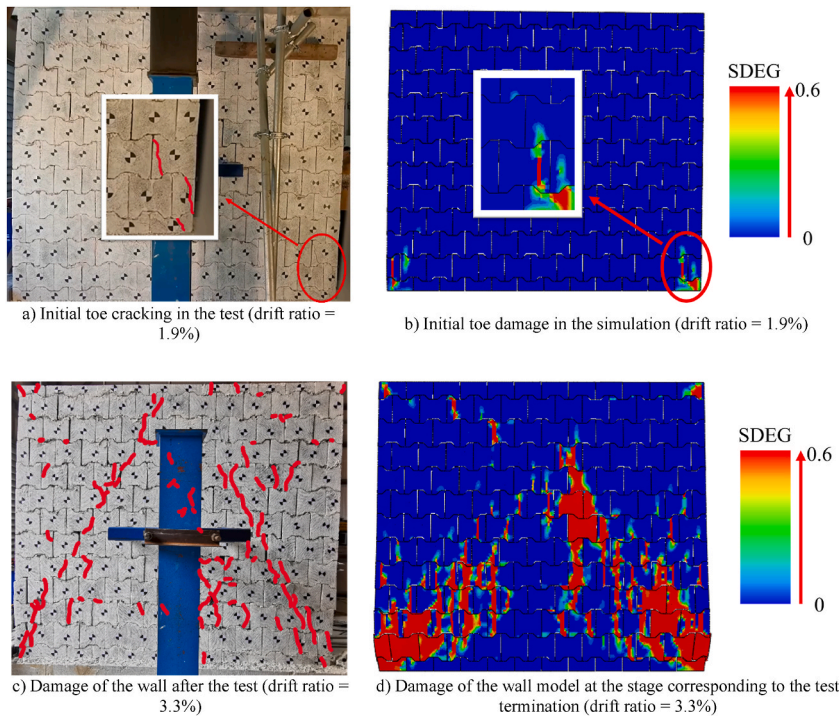 SDEG
0.6
0
a) Initial toe cracking in the test (drift ratio =
1.9%)
b) Initial toe damage in the simulation (drift ratio = 1.9%)
SDEG
0.6
0
c) Damage of the wall after the test (drift ratio =
3.3%)
d) Damage of the wall model at the stage corresponding to the test
termination (drift ratio = 3.3%)